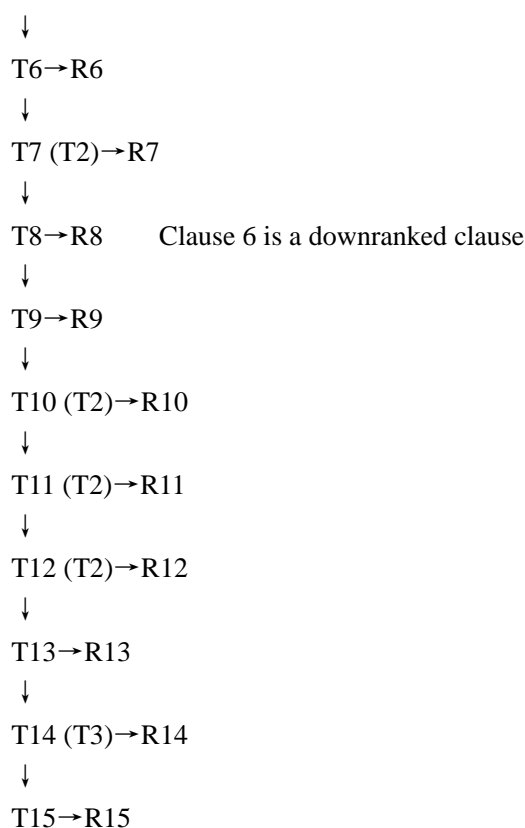 ↓
T6→R6
↓
T7 (T2)→R7
↓
T8→R8 Clause 6 is a downranked clause
↓
T9→R9
↓
T10 (T2)→R10
↓
T11 (T2)→R11
↓
T12 (T2)→R12
↓
T13→R13
↓
T14 (T3)→R14
↓
T15→R15